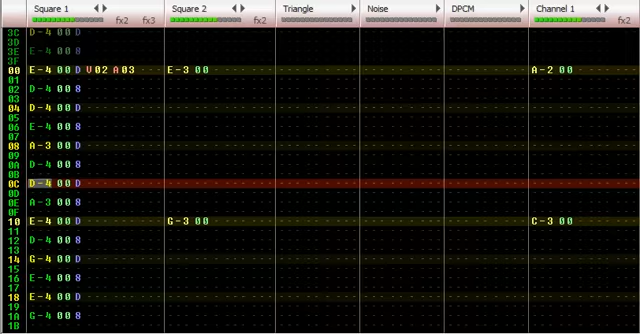 Square 1 Square 2 Triangle Noise DPCM Channel 1
fx2 fx3 fx2 fx2
3C D-4 00 D
3D
3E E-4 00 8
3F
00 E-4 00 D V02 A03 E-3 00 A-2 00
01
02 D-4 00 8
03
04 D-4 00 D
05
06 E-4 00 8
07
08 A-3 00 D
09
0A D-4 00 8
0B
0C D-4 00 D
0D
0E A-3 00 8
0F
10 E-4 00 D G-3 00 C-3 00
11
12 D-4 00 8
13
14 G-4 00 D
15
16 E-4 00 8
17
18 E-4 00 D
19
1A G-4 00 8
1B